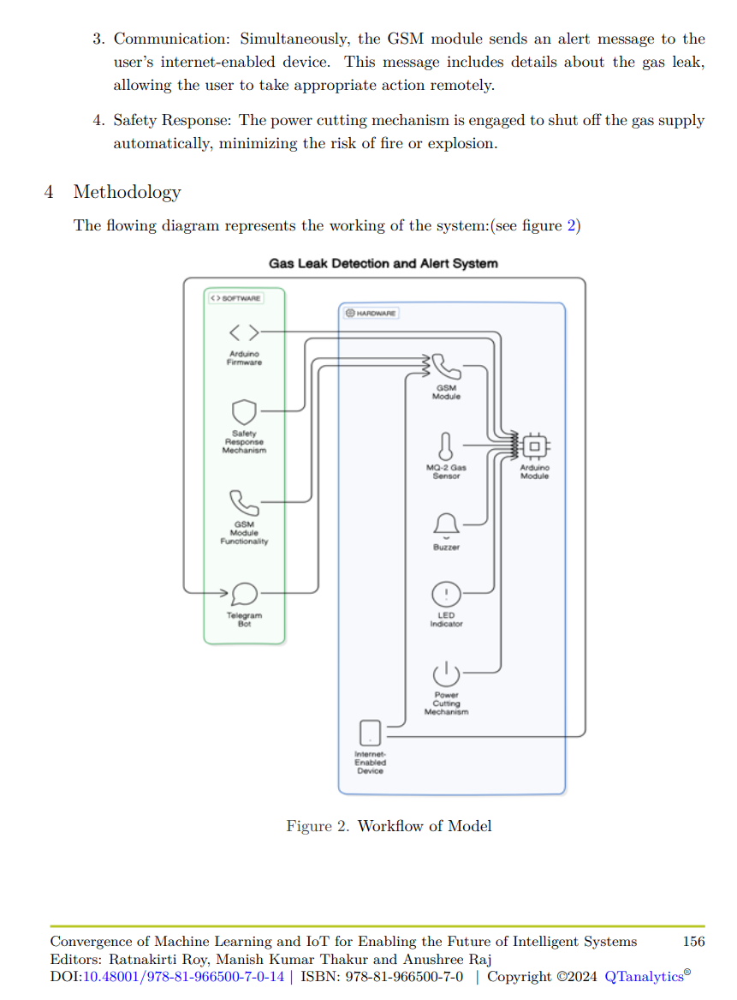 3. Communication: Simultaneously, the GSM module sends an alert message to the
user's internet-enabled device. This message includes details about the gas leak,
allowing the user to take appropriate action remotely.
4. Safety Response: The power cutting mechanism is engaged to shut off the gas supply
automatically, minimizing the risk of fire or explosion.
4 Methodology
The flowing diagram represents the working of the system:(see figure 2)
Gas Leak Detection and Alert System
<> SOFTWARE
HARDWARE
Arduino
Firmware
GSM
Module
Safety
Response
Mechanism
MQ-2 Gas
Sensor
Arduino
Module
GSM
Module
Functionality
Buzzer
Telegram
Bot
LED
Indicator
Power
Cutting
Mechanism
Internet-
Enabled
Device
Figure 2. Workflow of Model
Convergence of Machine Learning and IoT for Enabling the Future of Intelligent Systems 156
Editors: Ratnakirti Roy, Manish Kumar Thakur and Anushree Raj
DOI:10.48001/978-81-966500-7-0-14 | ISBN: 978-81-966500-7-0 | Copyright ©2024 QTanalytics®